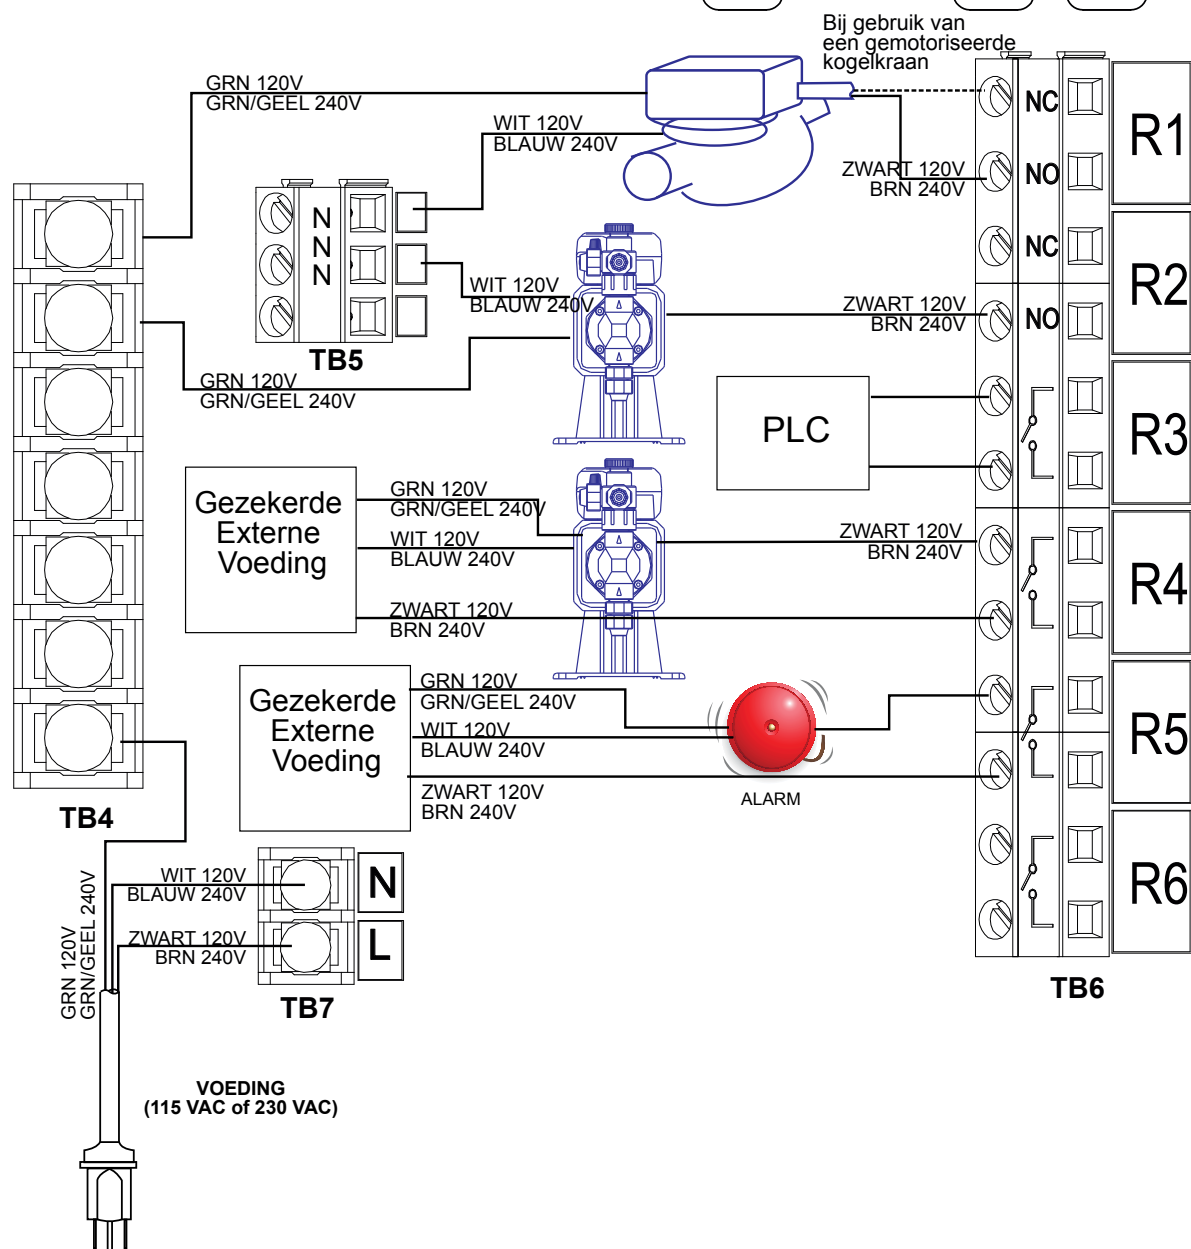 Bij gebruik van
een gemotoriseerde
kogelkraan
GRN 120V
GRN/GEEL 240V
WIT 120V
BLAUW 240V
ZWART 120V
BRN 240V
NC
NO
R1
N
N
N
TB5
WIT 120V
BLAUW 240V
ZWART 120V
BRN 240V
NC
NO
R2
GRN 120V
GRN/GEEL 240V
PLC
R3
Gezekerde
Externe
Voeding
GRN 120V
GRN/GEEL 240V
WIT 120V
BLAUW 240V
ZWART 120V
BRN 240V
ZWART 120V
BRN 240V
R4
Gezekerde
Externe
Voeding
GRN 120V
GRN/GEEL 240V
WIT 120V
BLAUW 240V
ZWART 120V
BRN 240V
ALARM
R5
R6
TB4
TB6
WIT 120V
BLAUW 240V
N
ZWART 120V
BRN 240V
L
TB7
GRN 120V
GRN/GEEL 240V
VOEDING
(115 VAC of 230 VAC)